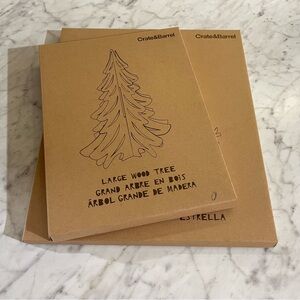 Crate&Barrel
LARGE WOOD TREE
GRAND ARBRE EN BOIS
ÁRBOL GRANDE DE MADERA
Crate&Barrel
ESTRELLA